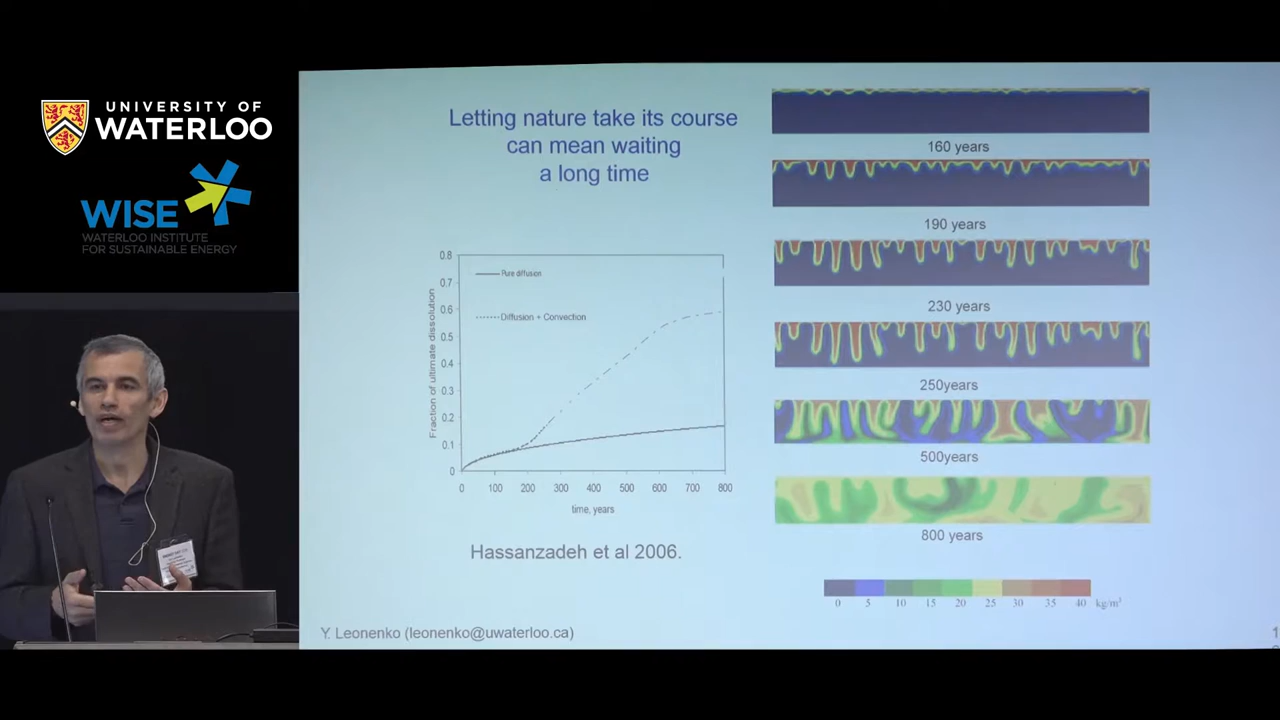 UNIVERSITY OF
WATERLOO
WISE
WATERLOO INSTITUTE
FOR SUSTAINABLE ENERGY
Letting nature take its course
can mean waiting
a long time
0.8
0.7
0.6
0.5
0.4
0.3
0.2
0.1
0
Fraction of ultimate dissolution
Pure diffusion
Diffusion + Convection
0 100 200 300 400 500 600 700 800
time, years
Hassanzadeh et al 2006.
160 years
190 years
230 years
250years
500years
800 years
0 5 10 15 20 25 30 35 40 kg/m³
Y. Leonenko (leonenko@uwaterloo.ca)